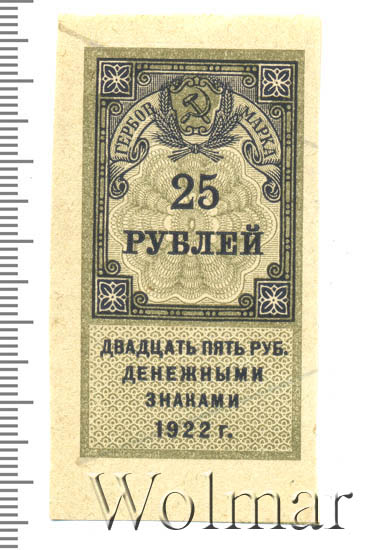 ГЕРБОВ. МАРКА
25
РУБЛЕЙ
ДВАДЦАТЬ ПЯТЬ РУБ.
ДЕНЕЖНЫМИ
ЗНАКАМИ
1922 г.
Wolmar